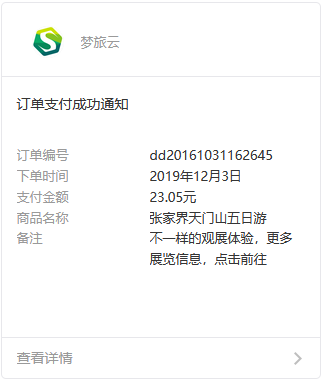 梦旅云
订单支付成功通知
订单编号 dd20161031162645
下单时间 2019年12月3日
支付金额 23.05元
商品名称 张家界天门山五日游
备注 不一样的观展体验，更多
展览信息，点击前往
查看详情